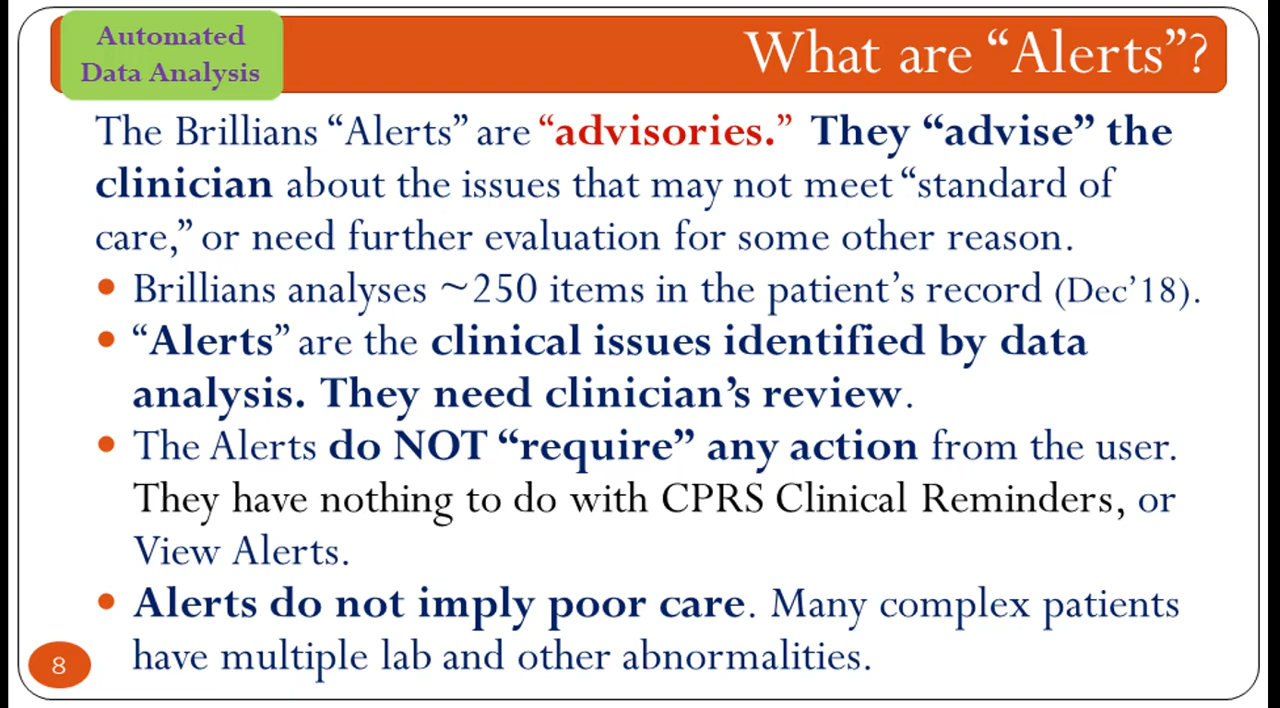 Automated
Data Analysis
What are “Alerts”?
The Brillians “Alerts” are “advisories.” They “advise” the
clinician about the issues that may not meet “standard of
care,” or need further evaluation for some other reason.
• Brillians analyses ~250 items in the patient’s record (Dec’18).
• “Alerts” are the clinical issues identified by data
analysis. They need clinician’s review.
• The Alerts do NOT “require” any action from the user.
They have nothing to do with CPRS Clinical Reminders, or
View Alerts.
• Alerts do not imply poor care. Many complex patients
have multiple lab and other abnormalities.
8